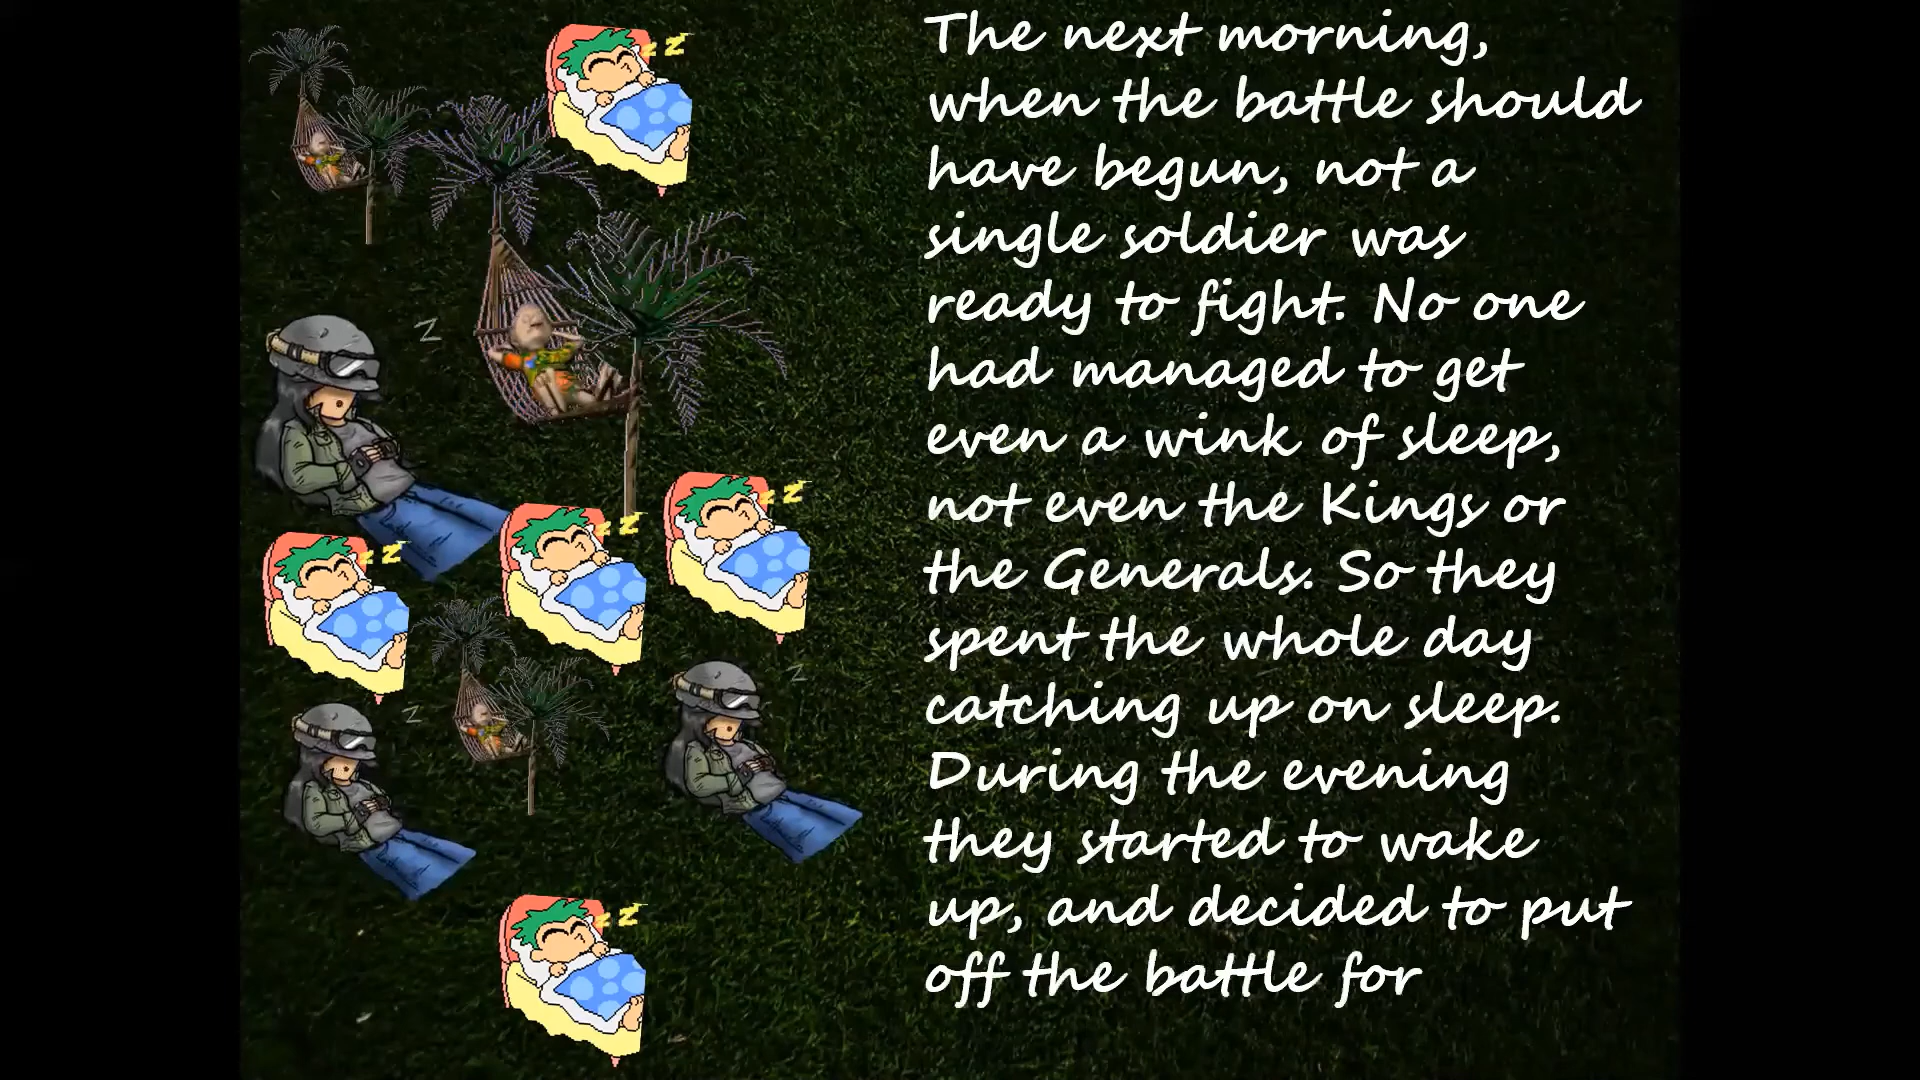 The next morning,
when the battle should
have begun, not a
single soldier was
ready to fight. No one
had managed to get
even a wink of sleep,
not even the Kings or
the Generals. So they
spent the whole day
catching up on sleep.
During the evening
they started to wake
up, and decided to put
off the battle for
z Z
Z
z Z
z Z
z Z
Z
Z
z Z